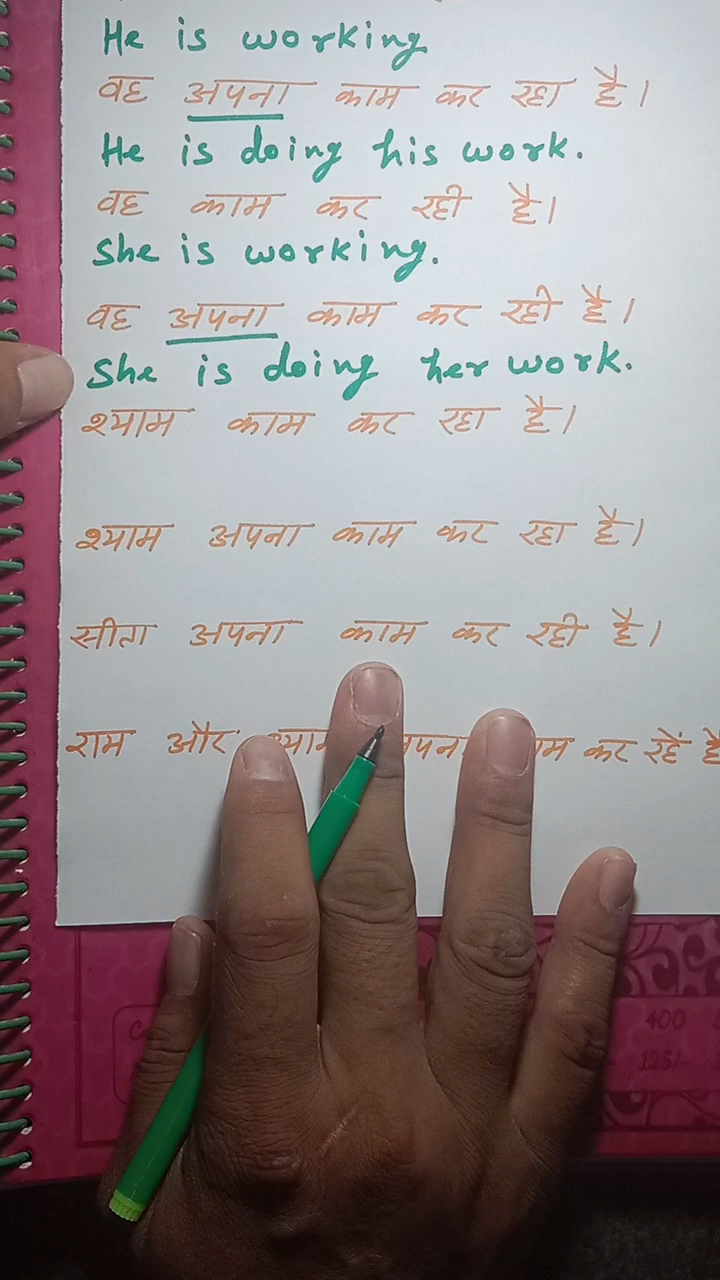 He is working
वह अपना काम कर रहा है।
He is doing his work.
वह काम कर रही है।
She is working.
वह अपना काम कर रही है।
She is doing her work.
श्याम काम कर रहा है।
श्याम अपना काम कर रहा है।
सीता अपना काम कर रही है।
राम और कर रहें है
400
125/-